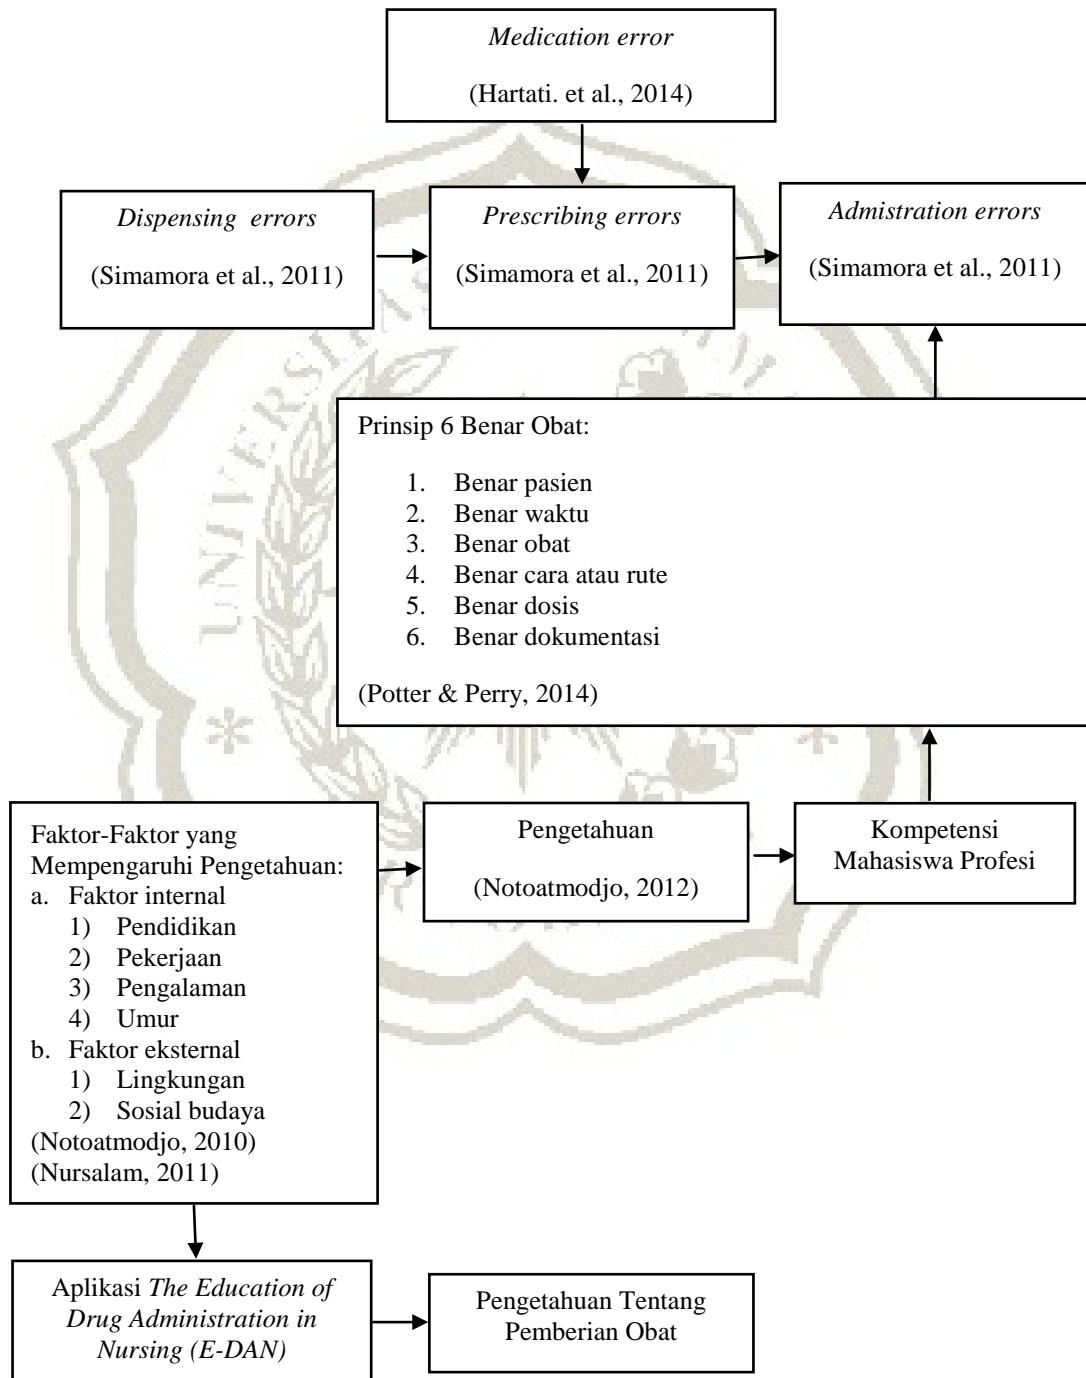 Medication error
(Hartati. et al., 2014)
Dispensing errors
(Simamora et al., 2011)
Prescribing errors
(Simamora et al., 2011)
Admistration errors
(Simamora et al., 2011)
Prinsip 6 Benar Obat:
1. Benar pasien
2. Benar waktu
3. Benar obat
4. Benar cara atau rute
5. Benar dosis
6. Benar dokumentasi
(Potter & Perry, 2014)
Faktor-Faktor yang
Mempengaruhi Pengetahuan:
a. Faktor internal
1) Pendidikan
2) Pekerjaan
3) Pengalaman
4) Umur
b. Faktor eksternal
1) Lingkungan
2) Sosial budaya
(Notoatmodjo, 2010)
(Nursalam, 2011)
Pengetahuan
(Notoatmodjo, 2012)
Kompetensi
Mahasiswa Profesi
Aplikasi The Education of
Drug Administration in
Nursing (E-DAN)
Pengetahuan Tentang
Pemberian Obat
UNIVERSITAS